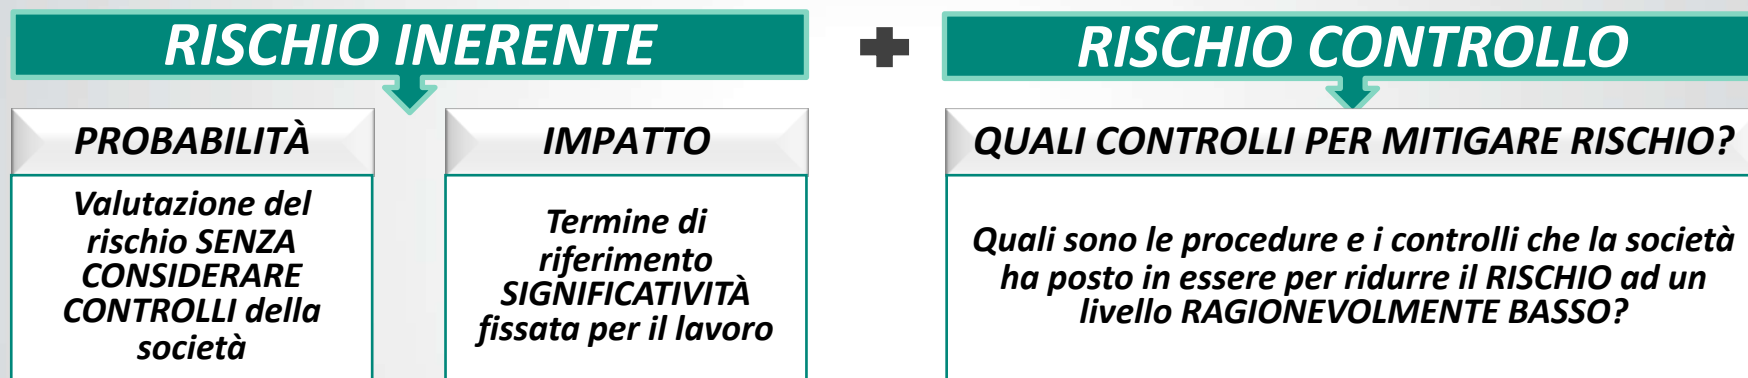 RISCHIO INERENTE
RISCHIO CONTROLLO
PROBABILITÀ
Valutazione del
rischio SENZA
CONSIDERARE
CONTROLLI della
società
IMPATTO
Termine di
riferimento
SIGNIFICATIVITÀ
fissata per il lavoro
QUALI CONTROLLI PER MITIGARE RISCHIO?
Quali sono le procedure e i controlli che la società
ha posto in essere per ridurre il RISCHIO ad un
livello RAGIONEVOLMENTE BASSO?